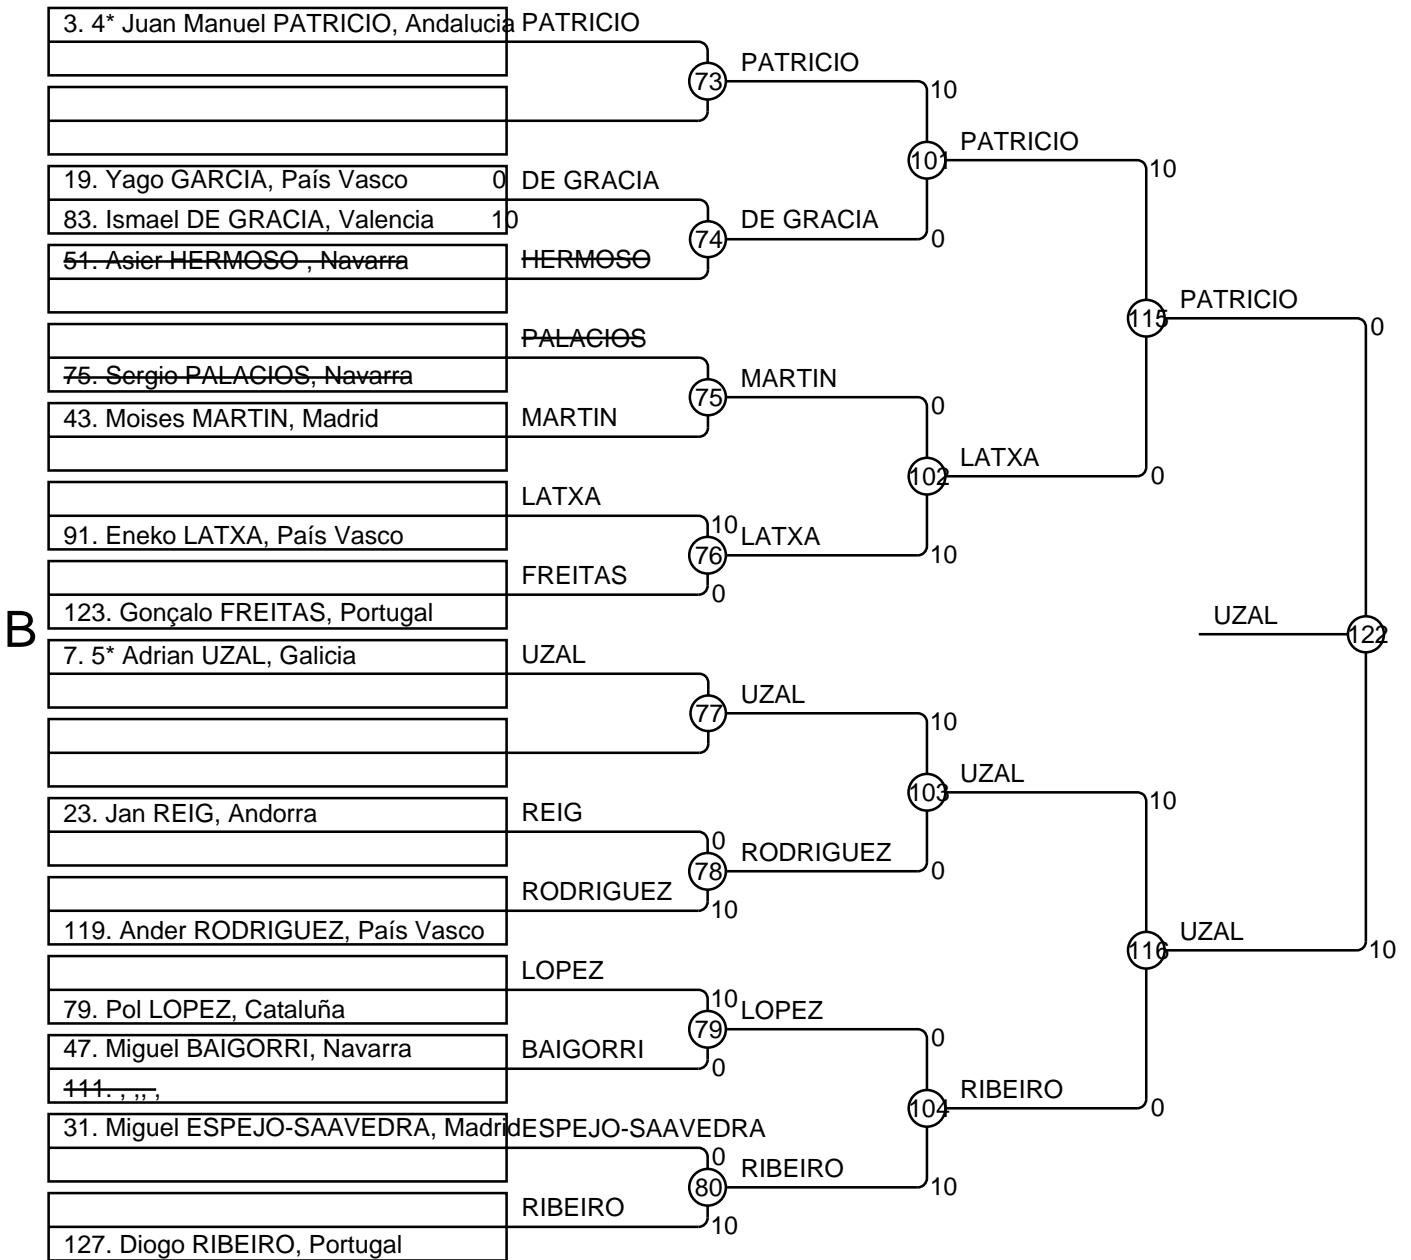 3. 4* Juan Manuel PATRICIO, Andalucia PATRICIO
73 PATRICIO
10
101 PATRICIO
10
19. Yago GARCIA, País Vasco 0 DE GRACIA
83. Ismael DE GRACIA, Valencia 10
74 DE GRACIA
0
51. Asier HERMOSO , Navarra HERMOSO
115 PATRICIO
0
PALACIOS
75. Sergio PALACIOS, Navarra
75 MARTIN
0
43. Moises MARTIN, Madrid MARTIN
102 LATXA
0
LATXA
10
91. Eneko LATXA, País Vasco
76 LATXA
10
FREITAS
0
123. Gonçalo FREITAS, Portugal
B
UZAL 122
7. 5* Adrian UZAL, Galicia UZAL
77 UZAL
10
103 UZAL
10
23. Jan REIG, Andorra REIG
0
78 RODRIGUEZ
0
RODRIGUEZ
10
119. Ander RODRIGUEZ, País Vasco
116 UZAL
10
LOPEZ
10
79. Pol LOPEZ, Cataluña
79 LOPEZ
0
47. Miguel BAIGORRI, Navarra BAIGORRI
0
111. , ,, ,
104 RIBEIRO
0
31. Miguel ESPEJO-SAAVEDRA, Madrid ESPEJO-SAAVEDRA
0
80 RIBEIRO
10
RIBEIRO
10
127. Diogo RIBEIRO, Portugal